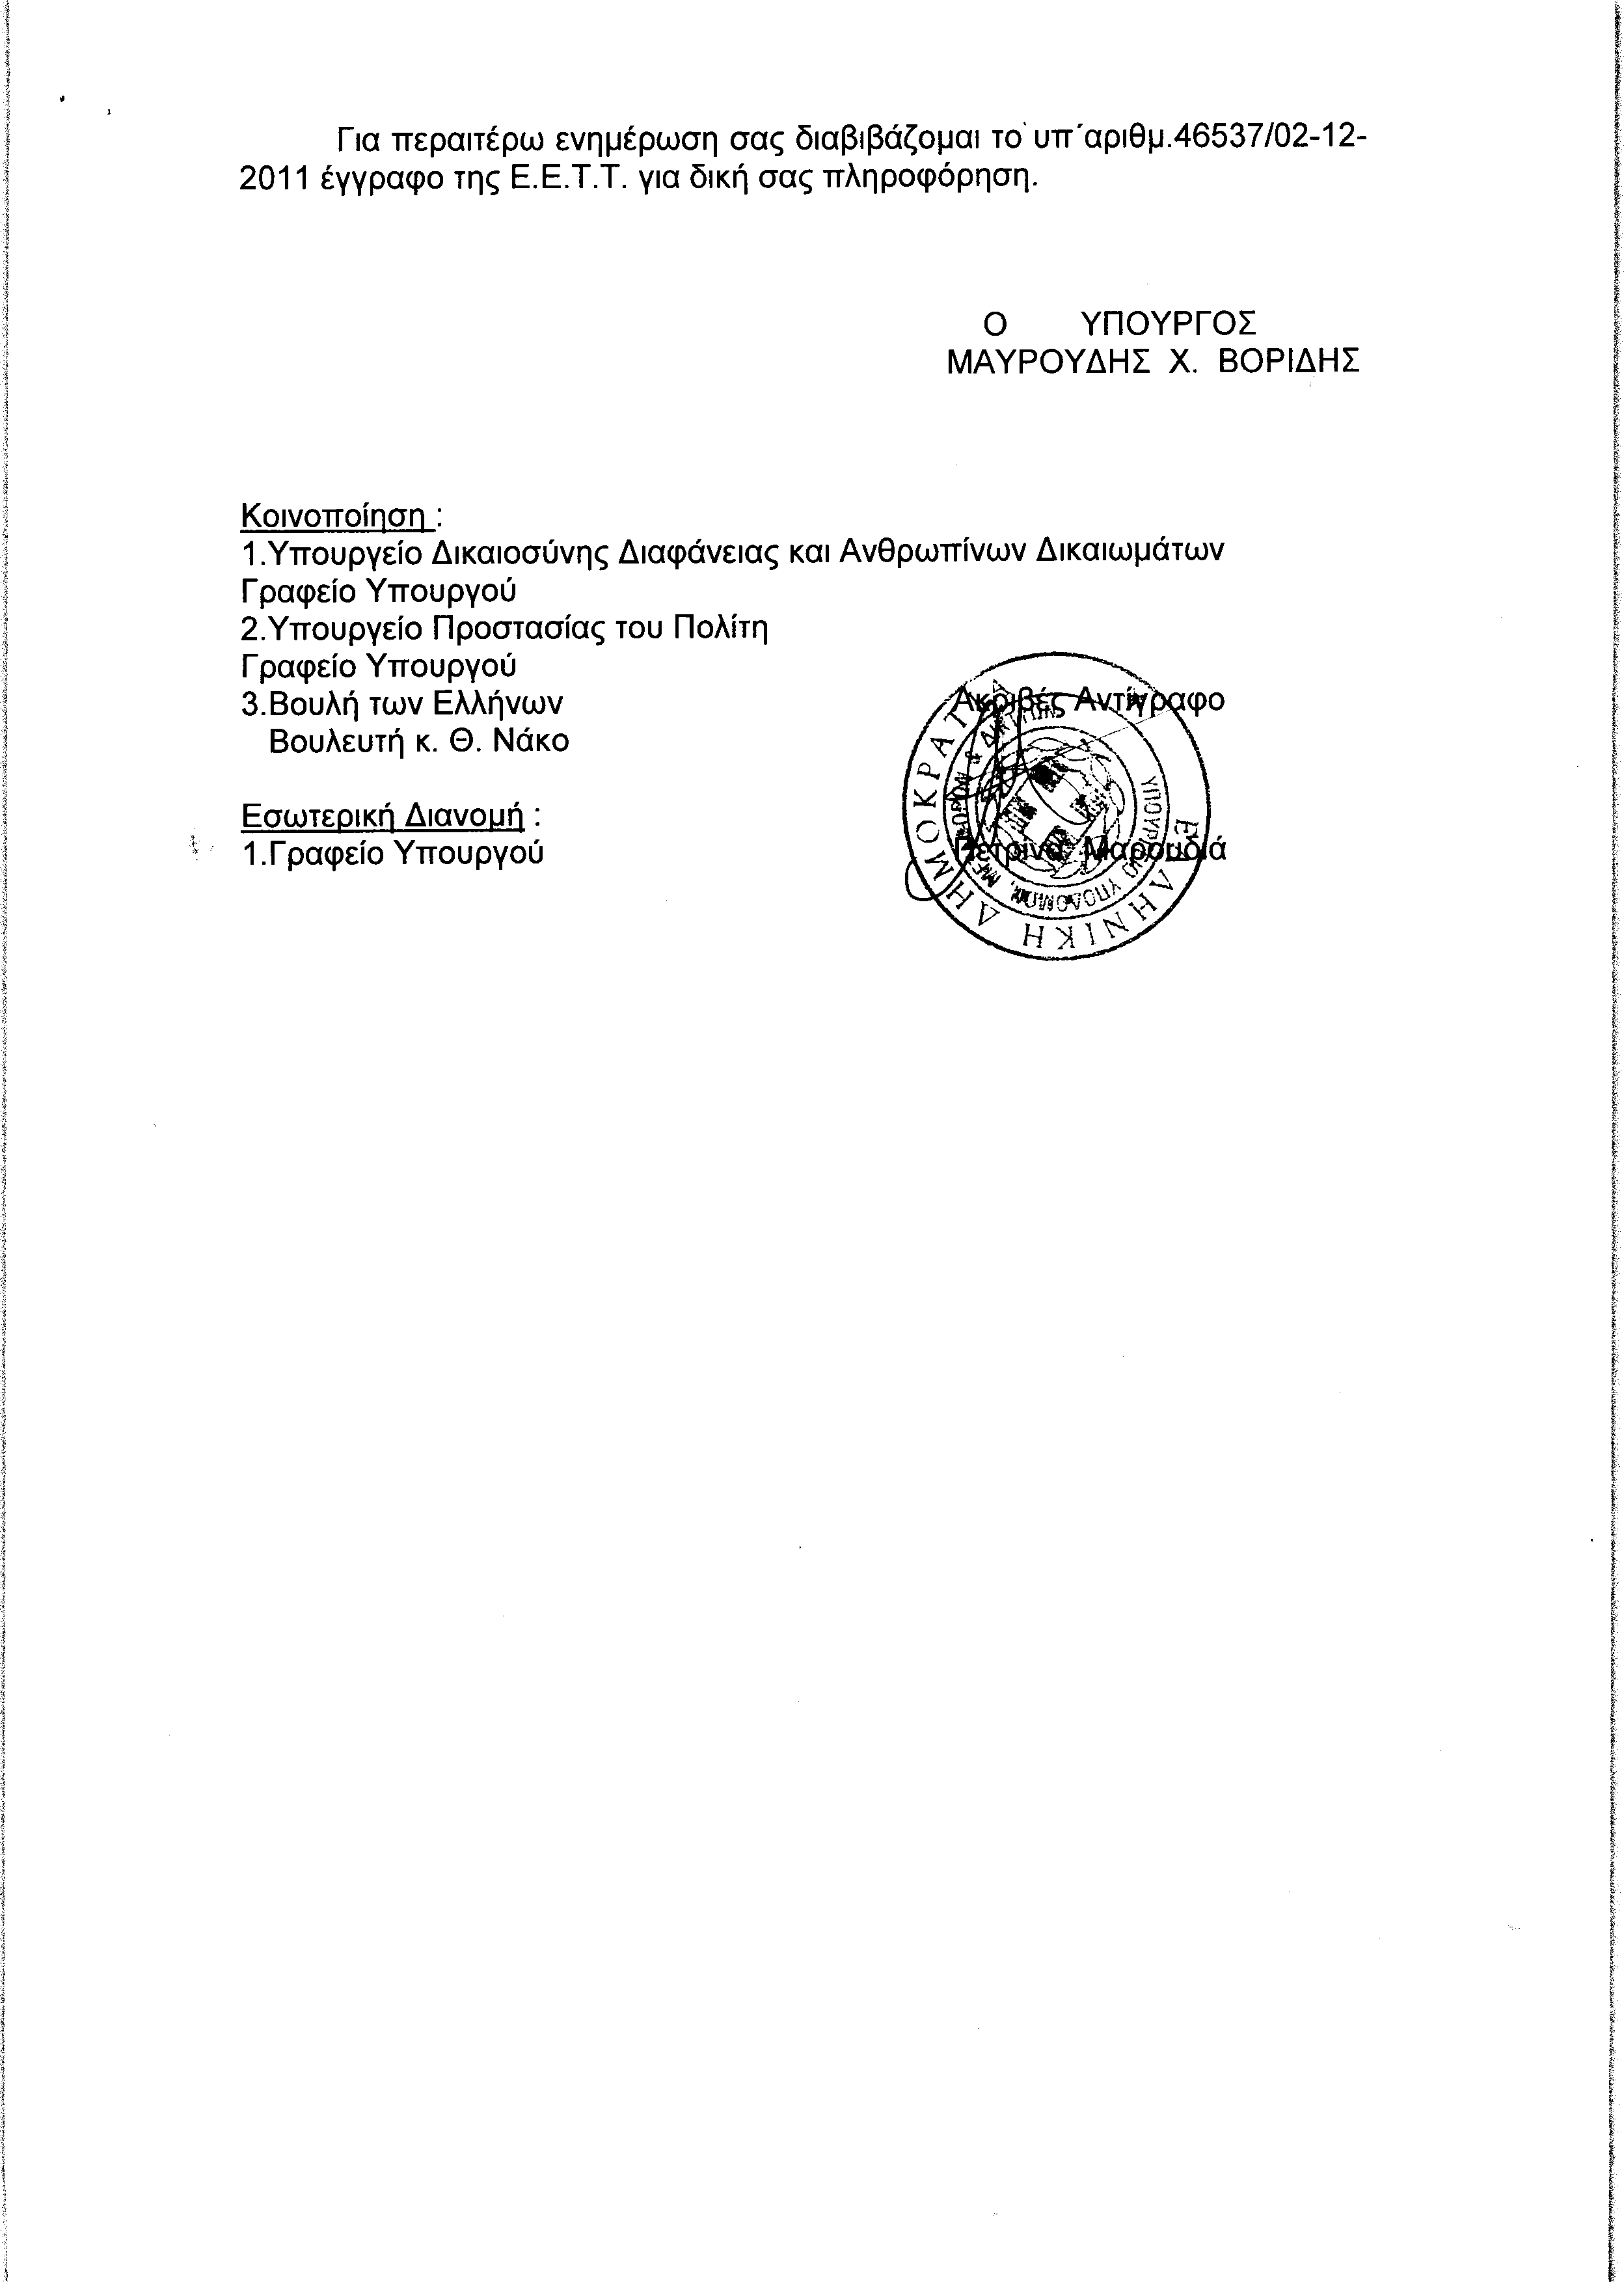 Για περαιτέρω ενημέρωση σας διαβιβάζομαι το υπ΄αριθμ.46537/02-12-
2011 έγγραφο της Ε.Ε.Τ.Τ. για δική σας πληροφόρηση.
Ο ΥΠΟΥΡΓΟΣ
ΜΑΥΡΟΥΔΗΣ Χ. ΒΟΡΙΔΗΣ
Κοινοποίηση :
1.Υπουργείο Δικαιοσύνης Διαφάνειας και Ανθρωπίνων Δικαιωμάτων
Γραφείο Υπουργού
2.Υπουργείο Προστασίας του Πολίτη
Γραφείο Υπουργού
3.Βουλή των Ελλήνων
Βουλευτή κ. Θ. Νάκο
Ακριβές Αντίγραφο
Εσωτερική Διανομή :
1.Γραφείο Υπουργού
Πετρινα Μαρουδιά
ΕΛΛΗΝΙΚΗ ΔΗΜΟΚΡΑΤΙΑ